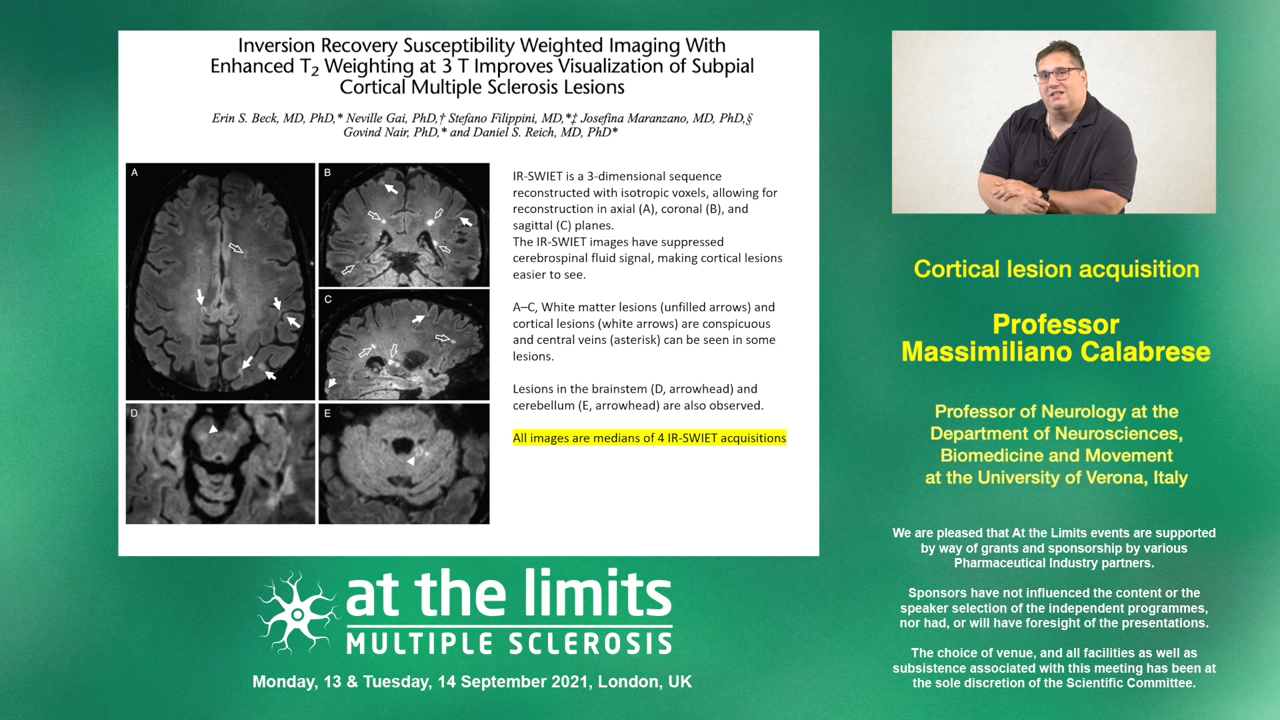 Inversion Recovery Susceptibility Weighted Imaging With
Enhanced T₂ Weighting at 3 T Improves Visualization of Subpial
Cortical Multiple Sclerosis Lesions
Erin S. Beck, MD, PhD,* Neville Gai, PhD,† Stefano Filippini, MD,*‡ Josefina Maranzano, MD, PhD,§
Govind Nair, PhD,* and Daniel S. Reich, MD, PhD*
A
B
C
D
E
IR-SWIET is a 3-dimensional sequence
reconstructed with isotropic voxels, allowing for
reconstruction in axial (A), coronal (B), and
sagittal (C) planes.
The IR-SWIET images have suppressed
cerebrospinal fluid signal, making cortical lesions
easier to see.
A–C, White matter lesions (unfilled arrows) and
cortical lesions (white arrows) are conspicuous
and central veins (asterisk) can be seen in some
lesions.
Lesions in the brainstem (D, arrowhead) and
cerebellum (E, arrowhead) are also observed.
All images are medians of 4 IR-SWIET acquisitions
at the limits
MULTIPLE SCLEROSIS
Monday, 13 & Tuesday, 14 September 2021, London, UK
Cortical lesion acquisition
Professor
Massimiliano Calabrese
Professor of Neurology at the
Department of Neurosciences,
Biomedicine and Movement
at the University of Verona, Italy
We are pleased that At the Limits events are supported
by way of grants and sponsorship by various
Pharmaceutical Industry partners.
Sponsors have not influenced the content or the
speaker selection of the independent programmes,
nor had, or will have foresight of the presentations.
The choice of venue, and all facilities as well as
subsistence associated with this meeting has been at
the sole discretion of the Scientific Committee.